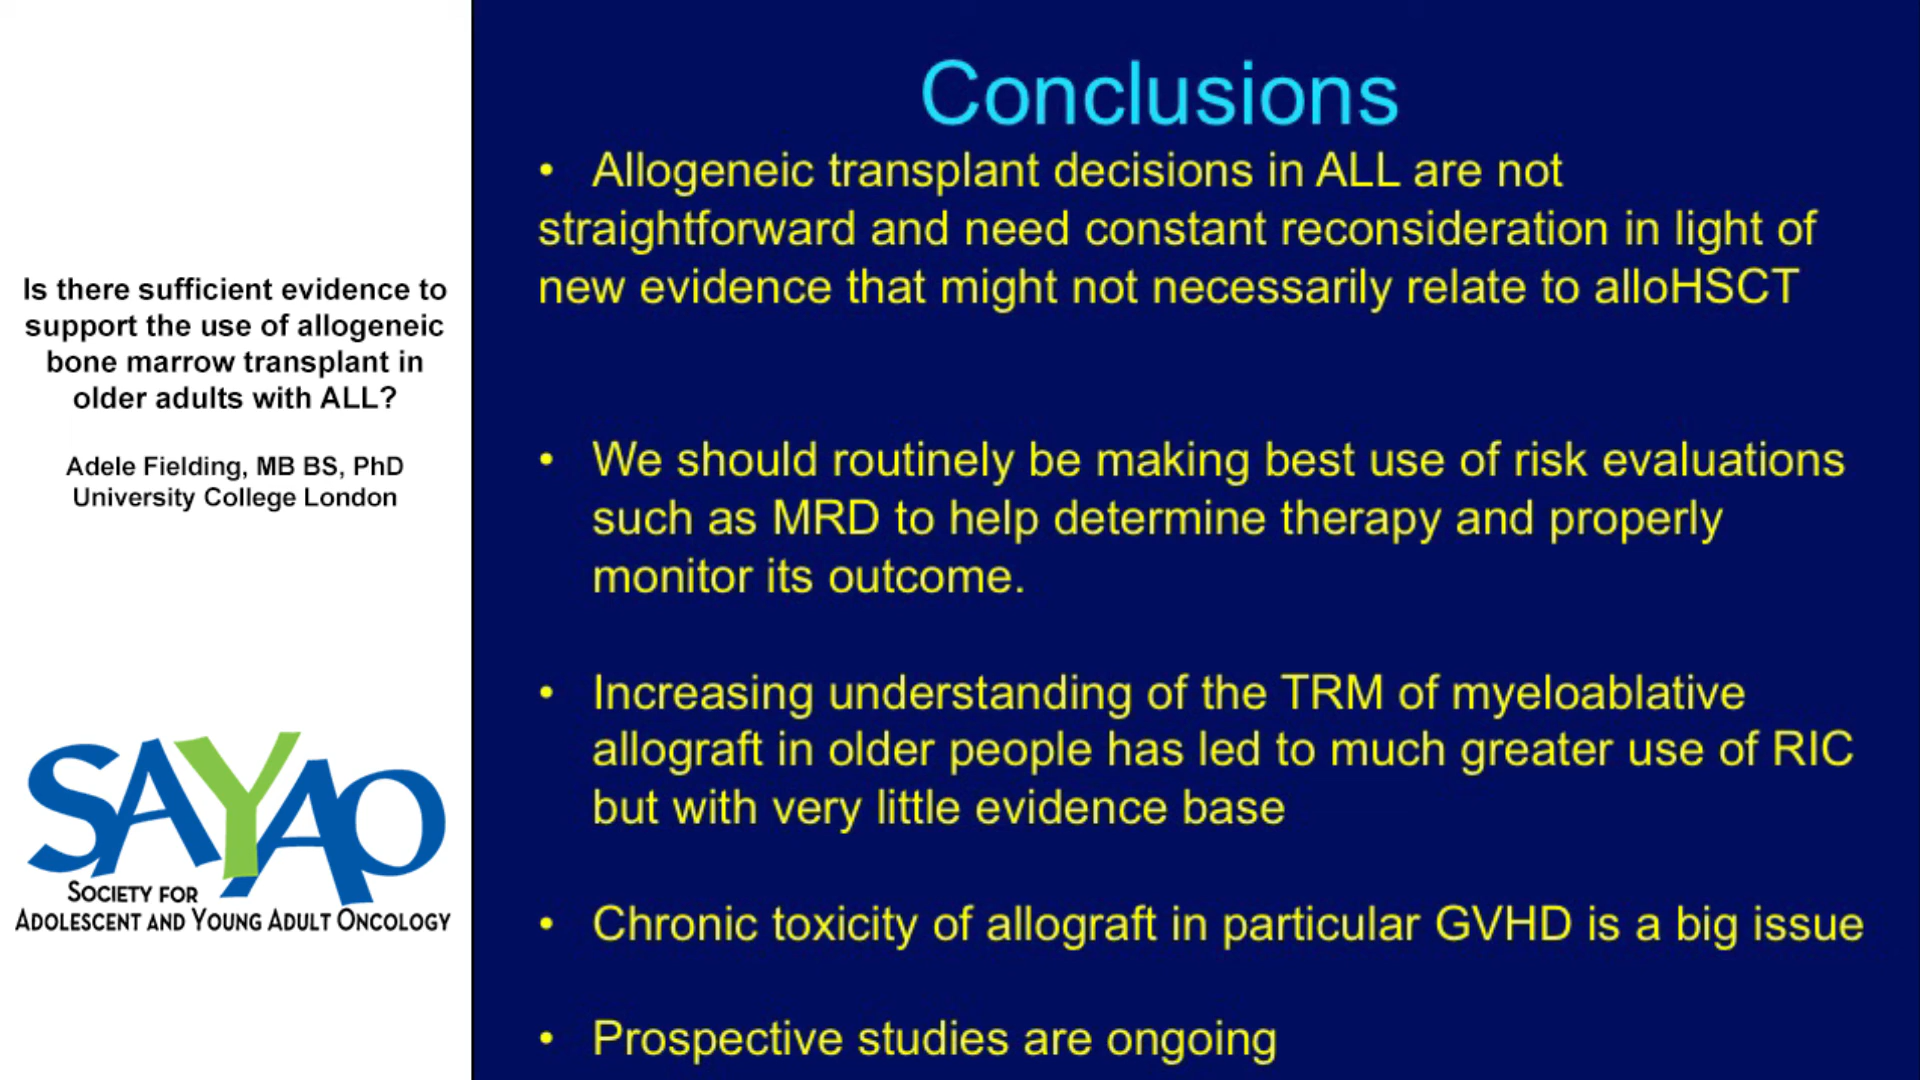 Is there sufficient evidence to
support the use of allogeneic
bone marrow transplant in
older adults with ALL?
Adele Fielding, MB BS, PhD
University College London
SAYAO
SOCIETY FOR
ADOLESCENT AND YOUNG ADULT ONCOLOGY
Conclusions
• Allogeneic transplant decisions in ALL are not
straightforward and need constant reconsideration in light of
new evidence that might not necessarily relate to alloHSCT
• We should routinely be making best use of risk evaluations
such as MRD to help determine therapy and properly
monitor its outcome.
• Increasing understanding of the TRM of myeloablative
allograft in older people has led to much greater use of RIC
but with very little evidence base
• Chronic toxicity of allograft in particular GVHD is a big issue
• Prospective studies are ongoing